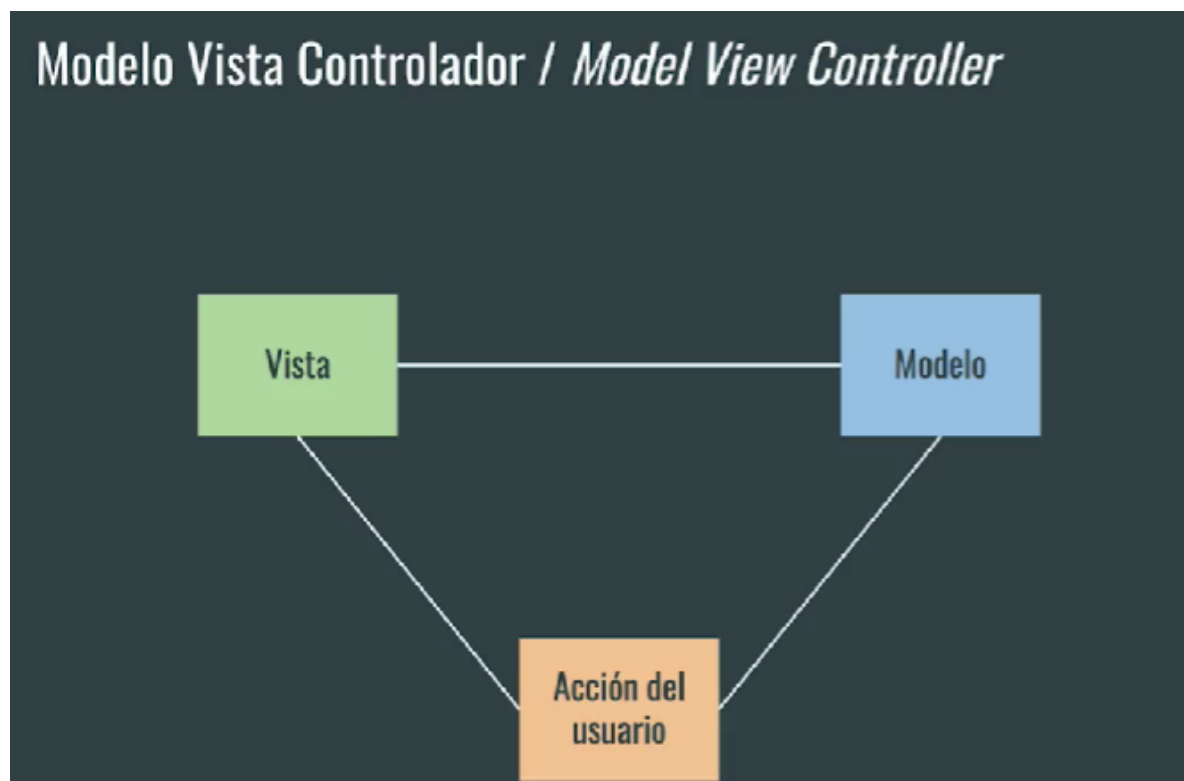 Modelo Vista Controlador / Model View Controller
Vista
Modelo
Acción del
usuario